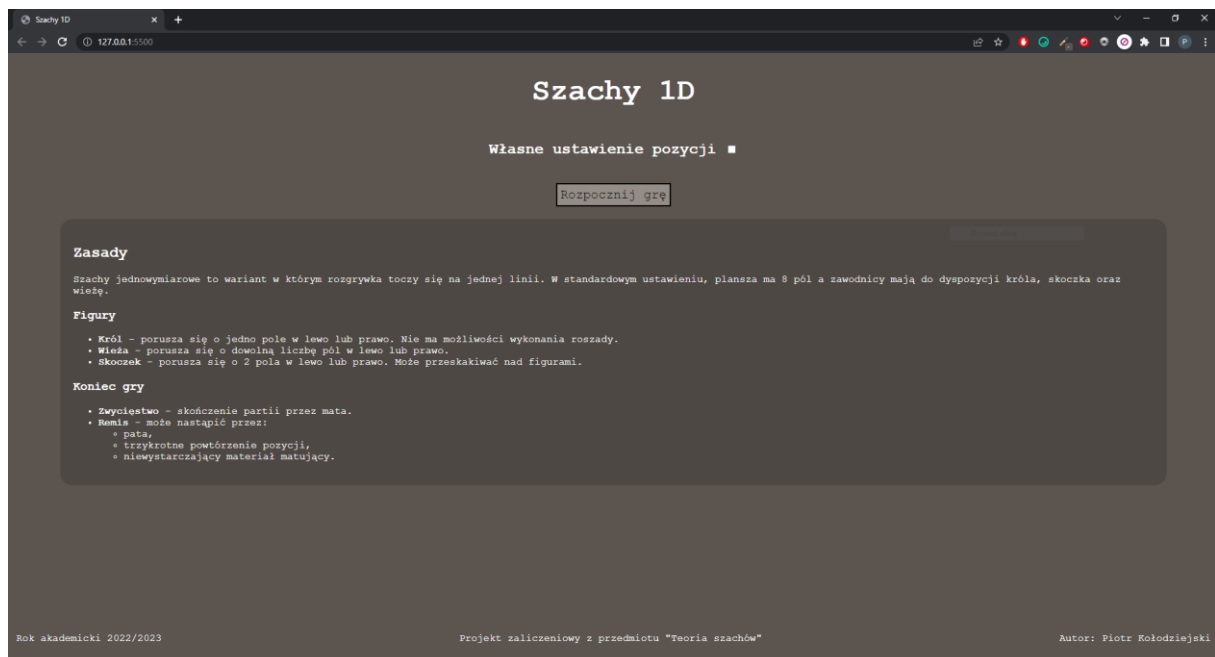 Szachy 1D
127.0.0.1:5500
P
Szachy 1D
Własne ustawienie pozycji
Rozpocznij grę
Zasady
Szachy jednowymiarowe to wariant w którym rozgrywka toczy się na jednej linii. W standardowym ustawieniu, plansza ma 8 pól a zawodnicy mają do dyspozycji króla, skoczka oraz
wieżę.
Figury
• Król - porusza się o jedno pole w lewo lub prawo. Nie ma możliwości wykonania roszady.
• Wieża - porusza się o dowolną liczbę pól w lewo lub prawo.
• Skoczek - porusza się o 2 pola w lewo lub prawo. Może przeskakiwać nad figurami.
Koniec gry
• Zwycięstwo - skończenie partii przez mata.
• Remis - może nastąpić przez:
◦ pata,
◦ trzykrotne powtórzenie pozycji,
◦ niewystarczający materiał matujący.
Rok akademicki 2022/2023 Projekt zaliczeniowy z przedmiotu "Teoria szachów" Autor: Piotr Kołodziejski